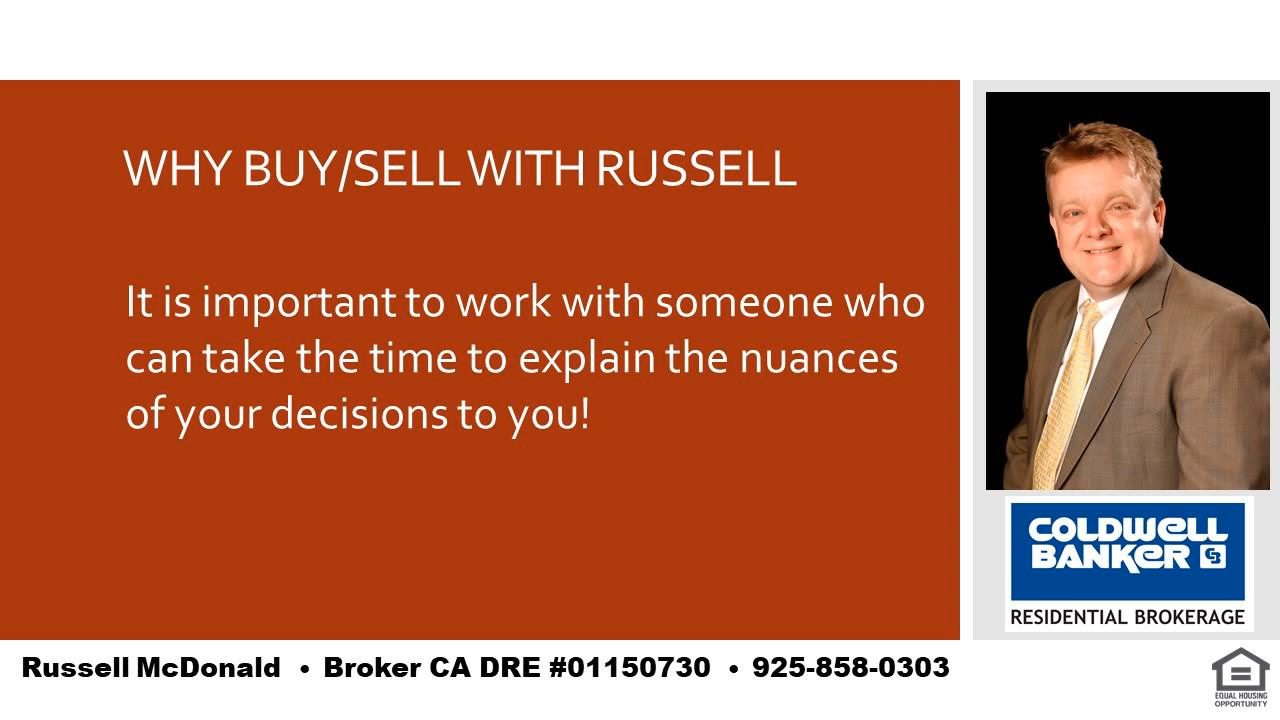 WHY BUY/SELL WITH RUSSELL
It is important to work with someone who
can take the time to explain the nuances
of your decisions to you!
COLDWELL
BANKER CB
RESIDENTIAL BROKERAGE
Russell McDonald • Broker CA DRE #01150730 • 925-858-0303
EQUAL HOUSING
OPPORTUNITY